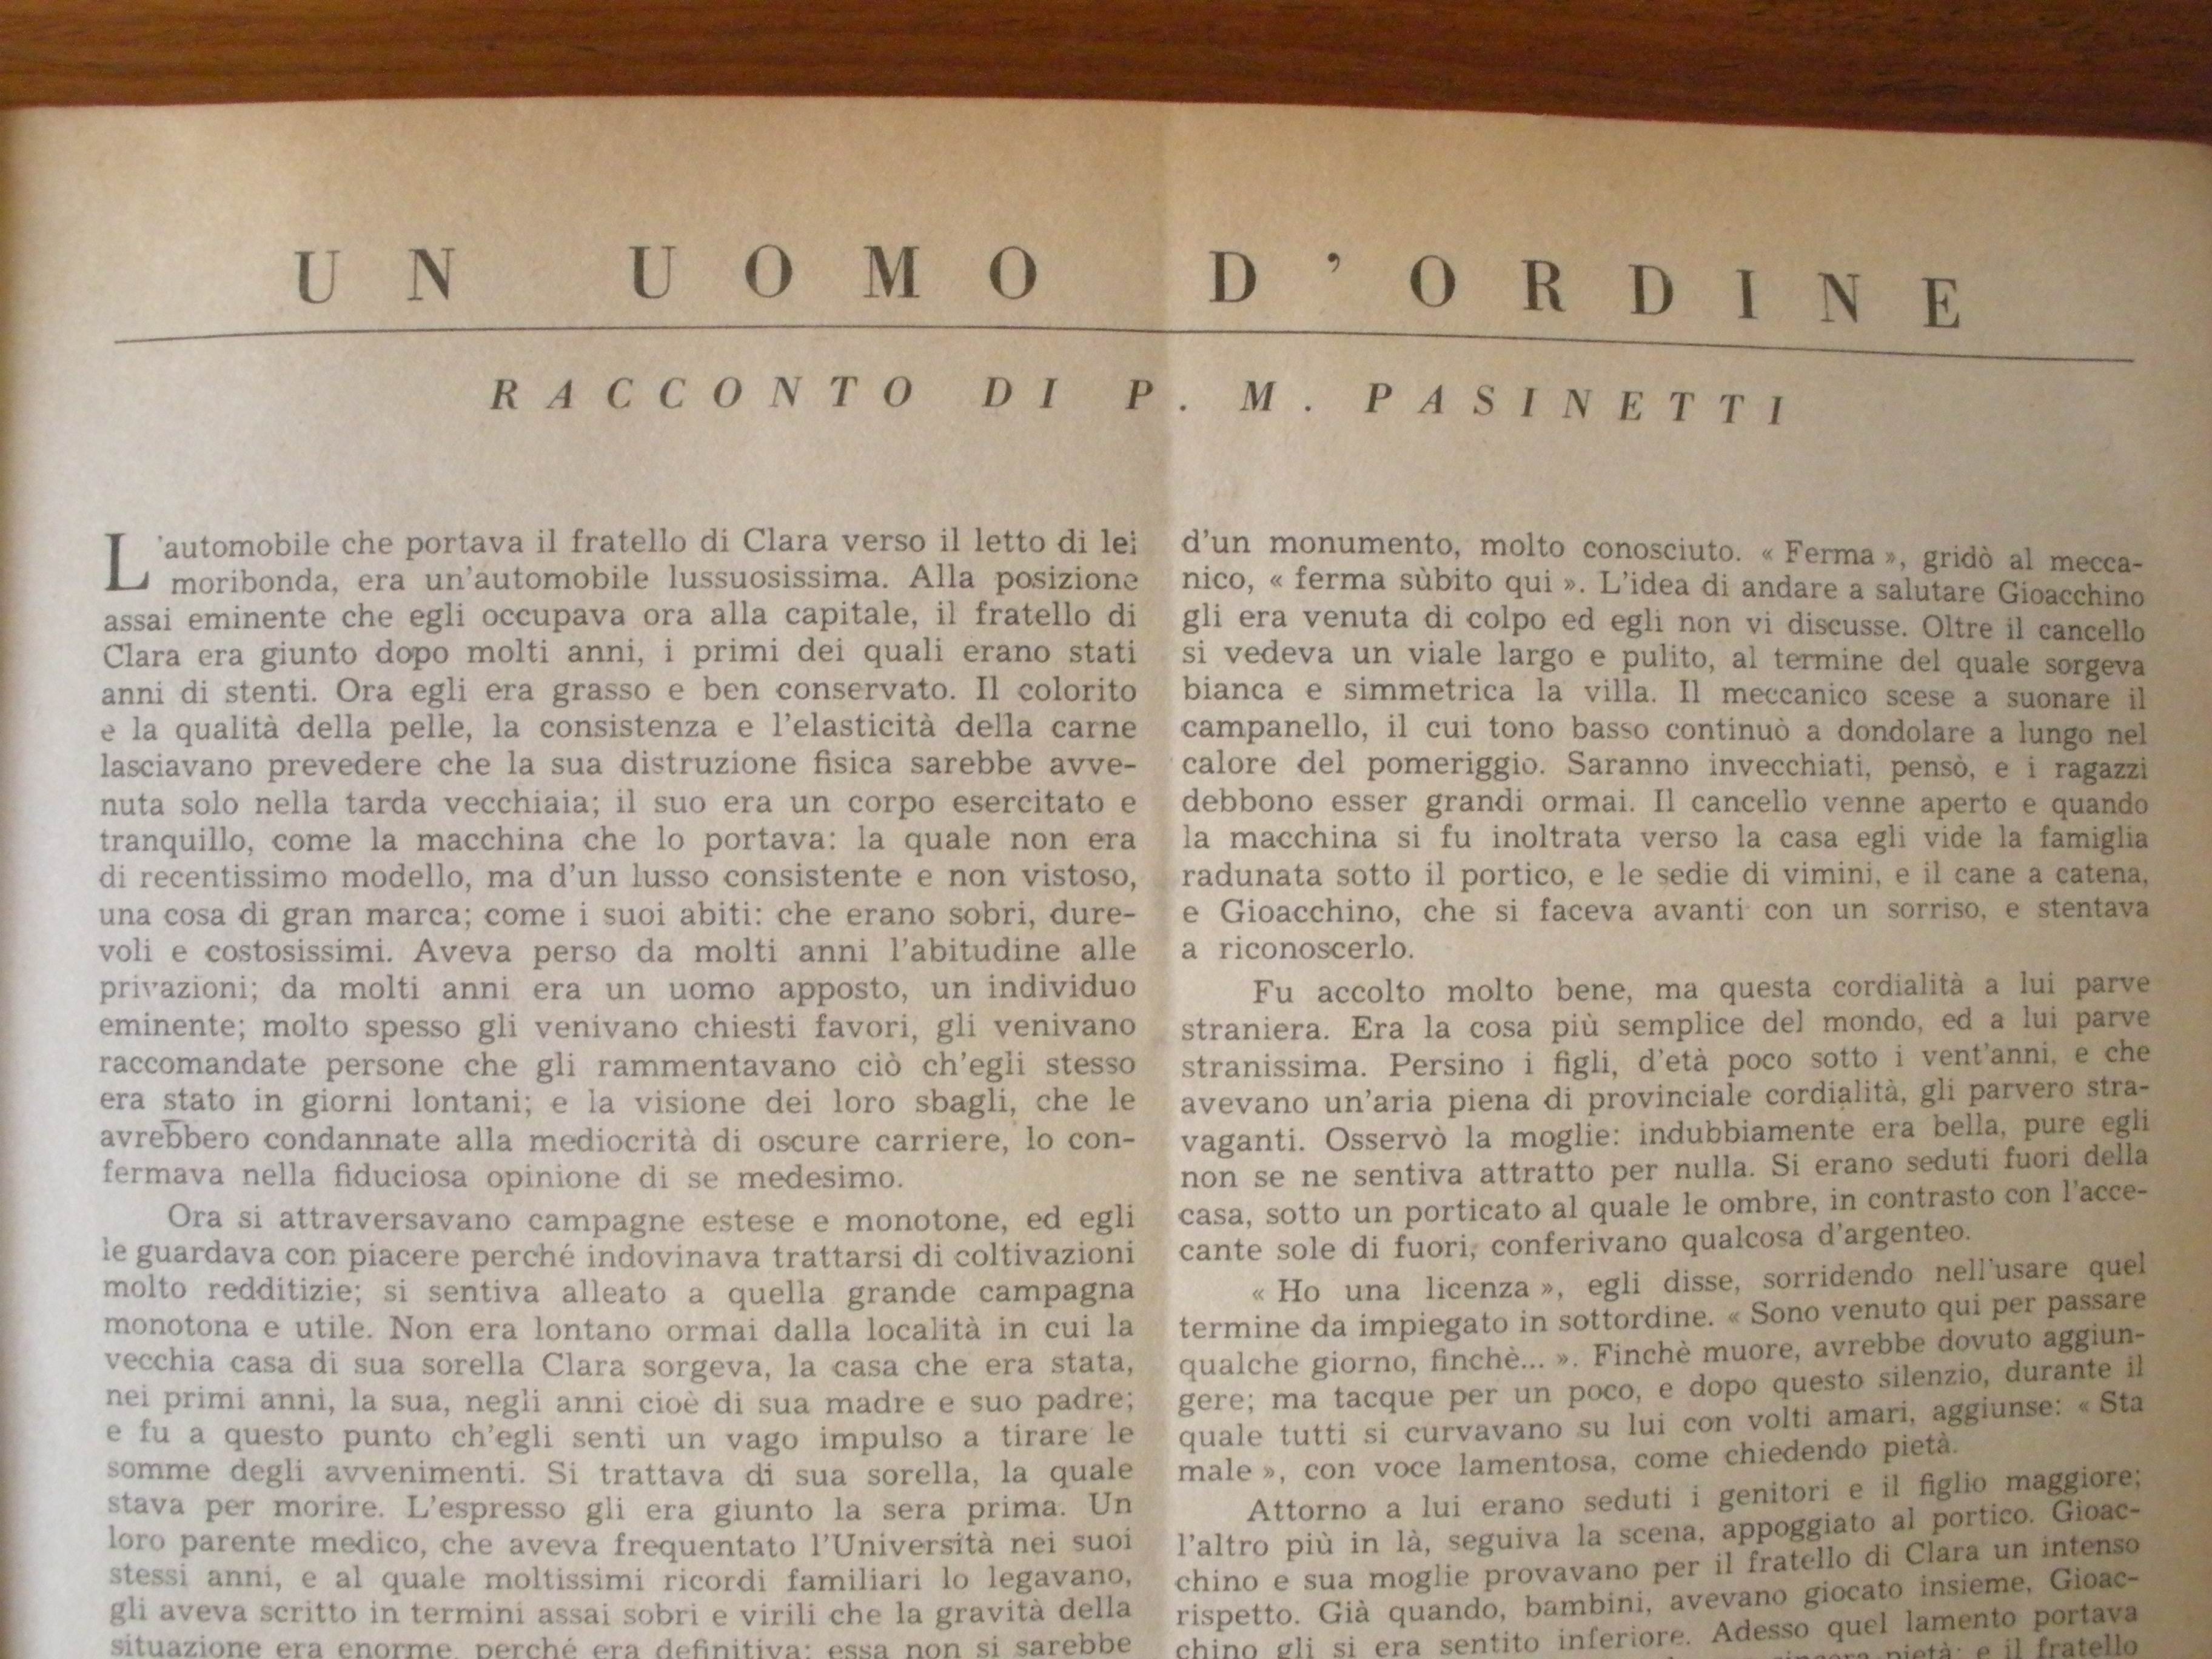 UN UOMO D'ORDINE
RACCONTO DI P. M. PASINETTI
L'automobile che portava il fratello di Clara verso il letto di lei
moribonda, era un'automobile lussuosissima. Alla posizione
assai eminente che egli occupava ora alla capitale, il fratello di
Clara era giunto dopo molti anni, i primi dei quali erano stati
anni di stenti. Ora egli era grasso e ben conservato. Il colorito
e la qualità della pelle, la consistenza e l'elasticità della carne
lasciavano prevedere che la sua distruzione fisica sarebbe avve-
nuta solo nella tarda vecchiaia; il suo era un corpo esercitato e
tranquillo, come la macchina che lo portava: la quale non era
di recentissimo modello, ma d'un lusso consistente e non vistoso,
una cosa di gran marca; come i suoi abiti: che erano sobri, dure-
voli e costosissimi. Aveva perso da molti anni l'abitudine alle
privazioni; da molti anni era un uomo apposto, un individuo
eminente; molto spesso gli venivano chiesti favori, gli venivano
raccomandate persone che gli rammentavano ciò ch'egli stesso
era stato in giorni lontani; e la visione dei loro sbagli, che le
avrebbero condannate alla mediocrità di oscure carriere, lo con-
fermava nella fiduciosa opinione di se medesimo.
Ora si attraversavano campagne estese e monotone, ed egli
le guardava con piacere perché indovinava trattarsi di coltivazioni
molto redditizie; si sentiva alleato a quella grande campagna
monotona e utile. Non era lontano ormai dalla località in cui la
vecchia casa di sua sorella Clara sorgeva, la casa che era stata,
nei primi anni, la sua, negli anni cioè di sua madre e suo padre;
e fu a questo punto ch'egli senti un vago impulso a tirare le
somme degli avvenimenti. Si trattava di sua sorella, la quale
stava per morire. L'espresso gli era giunto la sera prima. Un
loro parente medico, che aveva frequentato l'Università nei suoi
stessi anni, e al quale moltissimi ricordi familiari lo legavano,
gli aveva scritto in termini assai sobri e virili che la gravità della
situazione era enorme, perché era definitiva: essa non si sarebbe
d'un monumento, molto conosciuto. « Ferma », gridò al mecca-
nico, « ferma sùbito qui ». L'idea di andare a salutare Gioacchino
gli era venuta di colpo ed egli non vi discusse. Oltre il cancello
si vedeva un viale largo e pulito, al termine del quale sorgeva
bianca e simmetrica la villa. Il meccanico scese a suonare il
campanello, il cui tono basso continuò a dondolare a lungo nel
calore del pomeriggio. Saranno invecchiati, pensò, e i ragazzi
debbono esser grandi ormai. Il cancello venne aperto e quando
la macchina si fu inoltrata verso la casa egli vide la famiglia
radunata sotto il portico, e le sedie di vimini, e il cane a catena,
e Gioacchino, che si faceva avanti con un sorriso, e stentava
a riconoscerlo.
Fu accolto molto bene, ma questa cordialità a lui parve
straniera. Era la cosa più semplice del mondo, ed a lui parve
stranissima. Persino i figli, d'età poco sotto i vent'anni, e che
avevano un'aria piena di provinciale cordialità, gli parvero stra-
vaganti. Osservò la moglie: indubbiamente era bella, pure egli
non se ne sentiva attratto per nulla. Si erano seduti fuori della
casa, sotto un porticato al quale le ombre, in contrasto con l'acce-
cante sole di fuori, conferivano qualcosa d'argenteo.
« Ho una licenza », egli disse, sorridendo nell'usare quel
termine da impiegato in sottordine. « Sono venuto qui per passare
qualche giorno, finchè... ». Finchè muore, avrebbe dovuto aggiun-
gere; ma tacque per un poco, e dopo questo silenzio, durante il
quale tutti si curvavano su lui con volti amari, aggiunse: « Sta
male », con voce lamentosa, come chiedendo pietà.
Attorno a lui erano seduti i genitori e il figlio maggiore;
l'altro più in là, seguiva la scena, appoggiato al portico. Gioac-
chino e sua moglie provavano per il fratello di Clara un intenso
rispetto. Già quando, bambini, avevano giocato insieme, Gioac-
chino gli si era sentito inferiore. Adesso quel lamento portava
pietà; e il fratello